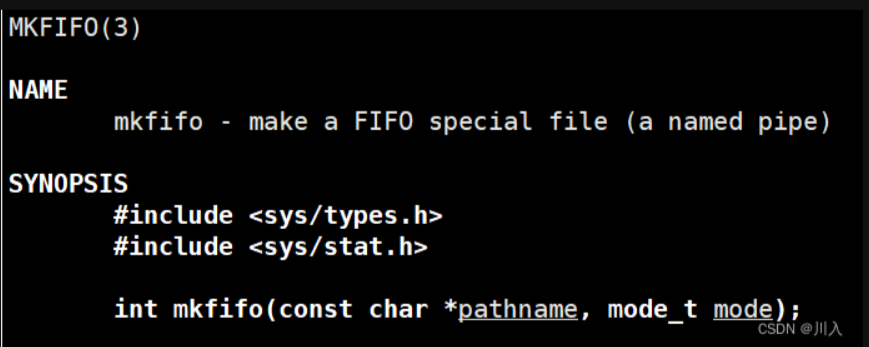 MKFIFO(3)
NAME
mkfifo - make a FIFO special file (a named pipe)
SYNOPSIS
#include <sys/types.h>
#include <sys/stat.h>
int mkfifo(const char *pathname, mode_t mode);
CSDN @川入